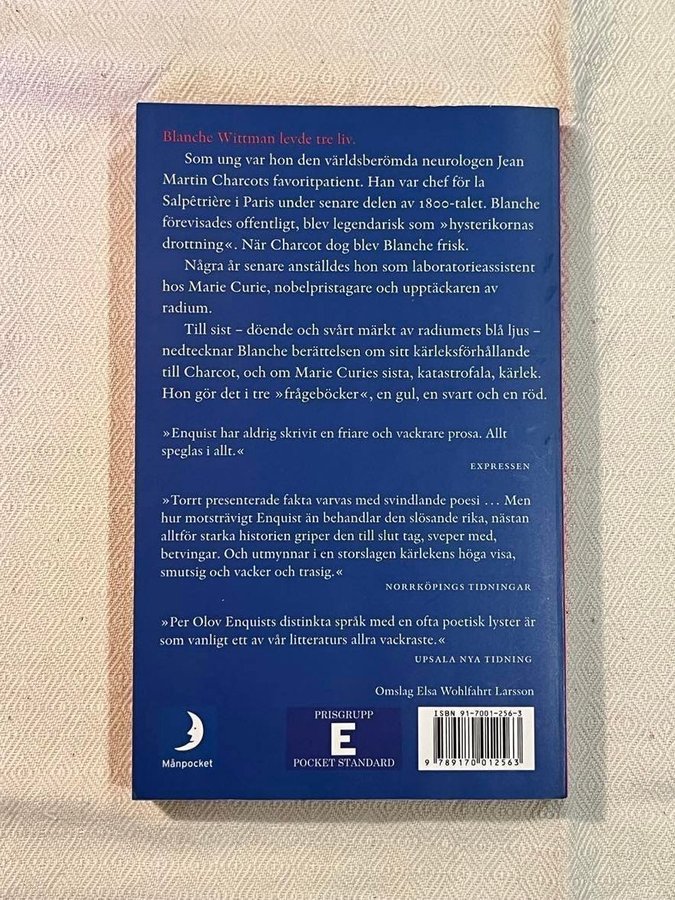 Blanche Wittman levde tre liv.
Som ung var hon den världsberömda neurologen Jean
Martin Charcots favoritpatient. Han var chef för la
Salpêtrière i Paris under senare delen av 1800-talet. Blanche
förevisades offentligt, blev legendarisk som »hysterikornas
drottning«. När Charcot dog blev Blanche frisk.
Några år senare anställdes hon som laboratorieassistent
hos Marie Curie, nobelpristagare och upptäckaren av
radium.
Till sist – döende och svårt märkt av radiumets blå ljus –
nedtecknar Blanche berättelsen om sitt kärleksförhållande
till Charcot, och om Marie Curies sista, katastrofala, kärlek.
Hon gör det i tre »frågeböcker«, en gul, en svart och en röd.
»Enquist har aldrig skrivit en friare och vackrare prosa. Allt
speglas i allt.«
EXPRESSEN
»Torrt presenterade fakta varvas med svindlande poesi … Men
hur motsträvigt Enquist än behandlar den slösande rika, nästan
alltför starka historien griper den till slut tag, sveper med,
betvingar. Och utmynnar i en storslagen kärlekens höga visa,
smutsig och vacker och trasig.«
NORRKÖPINGS TIDNINGAR
»Per Olov Enquists distinkta språk med en ofta poetisk lyster är
som vanligt ett av vår litteraturs allra vackraste.«
UPSALA NYA TIDNING
Omslag Elsa Wohlfahrt Larsson
Månpocket
PRISGRUPP
E
POCKET STANDARD
ISBN 91-7001-256-3
9 789170 012563